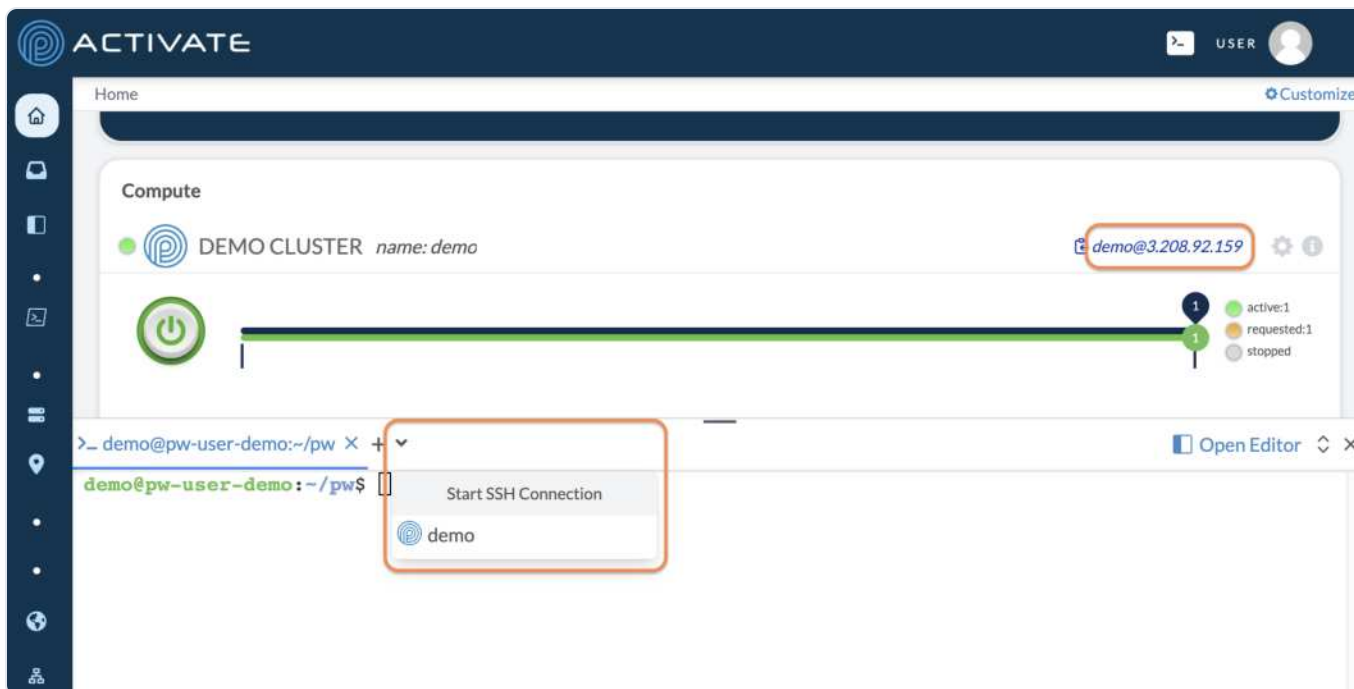 ACTIVATE
>_ USER
Home
Customize
Compute
DEMO CLUSTER name: demo
demo@3.208.92.159
1
active:1
requested:1
1
stopped
>_ demo@pw-user-demo:~/pw × +
Open Editor
demo@pw-user-demo:~/pw$
Start SSH Connection
demo